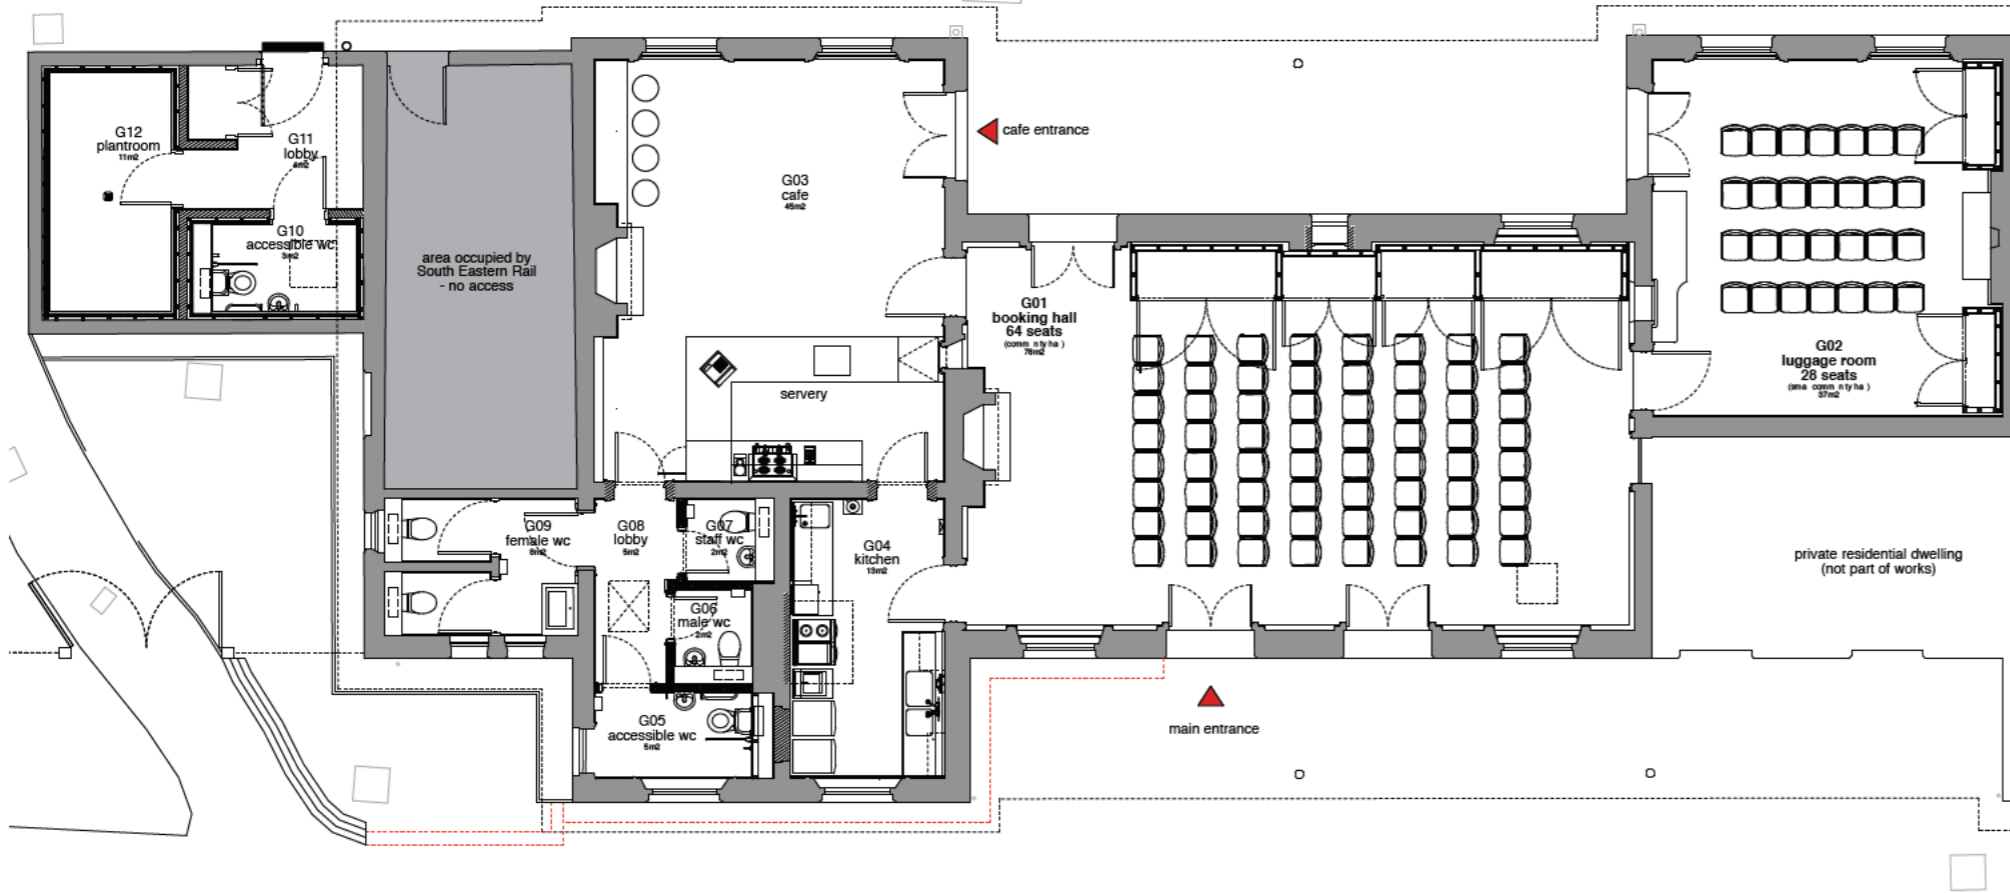 G12
plantroom
11m2
G11
lobby
4m2
G10
accessible wc
3m2
area occupied by
South Eastern Rail
- no access
G03
cafe
45m2
cafe entrance
servery
G01
booking hall
64 seats
78m2
G02
luggage room
28 seats
37m2
G09
female wc
8m2
G08
lobby
5m2
G07
staff wc
2m2
G06
male wc
2m2
G05
accessible wc
5m2
G04
kitchen
13m2
private residential dwelling
(not part of works)
main entrance